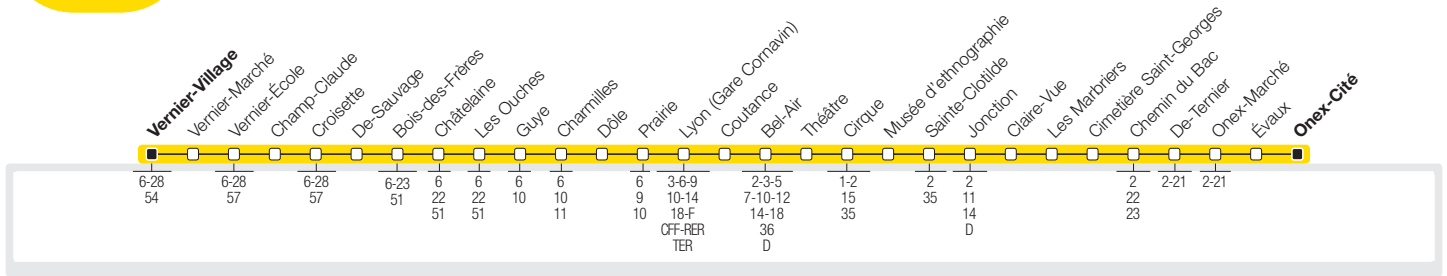 Vernier-Village
Vernier-Marché
Vernier-École
Champ-Claude
Croisette
De-Sauvage
Bois-des-Frères
Châtelaine
Les Ouches
Guye
Charmilles
Dôle
Prairie
Lyon (Gare Cornavin)
Coutance
Bel-Air
Théâtre
Cirque
Musée d'ethnographie
Sainte-Clotilde
Jonction
Claire-Vue
Les Marbriers
Cimetière Saint-Georges
Chemin du Bac
De-Ternier
Onex-Marché
Évaux
Onex-Cité
6-28
54
6-28
57
6-28
57
6-23
51
6
22
51
6
22
51
6
10
6
10
11
6
9
10
3-6-9
10-14
18-F
CFF-RER
TER
2-3-5
7-10-12
14-18
36
D
1-2
15
35
2
35
2
11
14
D
2
22
23
2-21
2-21